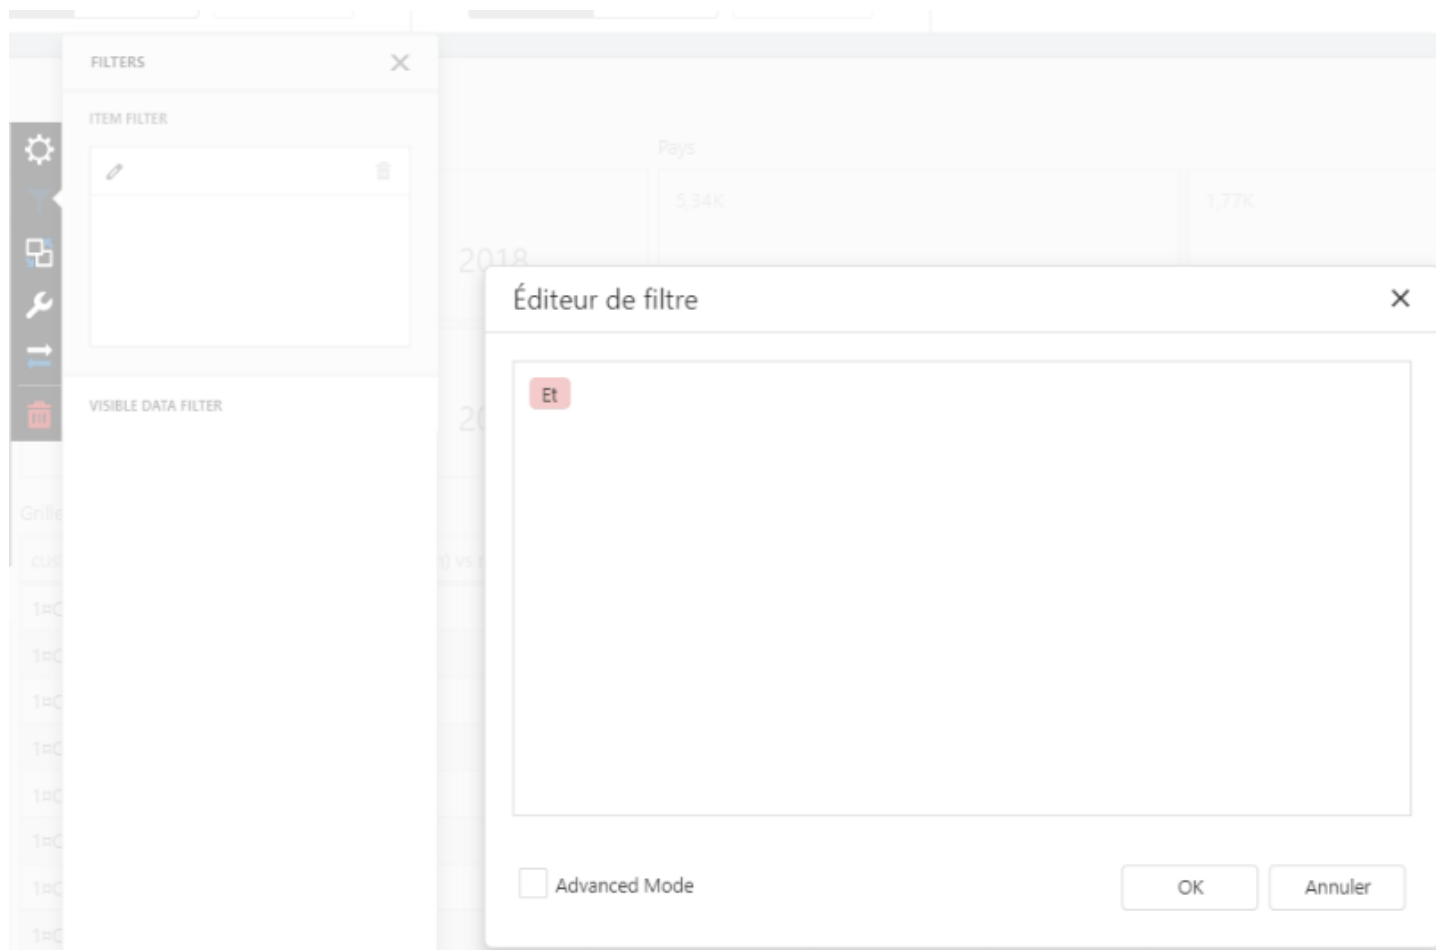 FILTERS
ITEM FILTER
Pays
5,34K
1,77K
2018
Éditeur de filtre
Et
VISIBLE DATA FILTER
Grille
Advanced Mode
OK
Annuler